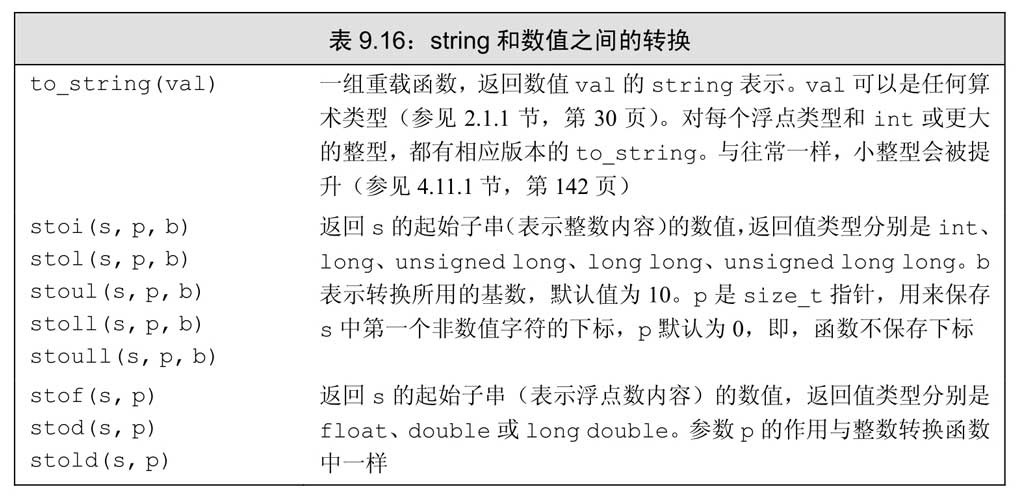 表 9.16：string 和数值之间的转换
to_string(val) 一组重载函数，返回数值 val 的 string 表示。val 可以是任何算
术类型（参见 2.1.1 节，第 30 页）。对每个浮点类型和 int 或更大
的整型，都有相应版本的 to_string。与往常一样，小整型会被提
升（参见 4.11.1 节，第 142 页）
stoi(s, p, b) 返回 s 的起始子串（表示整数内容）的数值，返回值类型分别是 int、
stol(s, p, b) long、unsigned long、long long、unsigned long long。b
stoul(s, p, b) 表示转换所用的基数，默认值为 10。p 是 size_t 指针，用来保存
stoll(s, p, b) s 中第一个非数值字符的下标，p 默认为 0，即，函数不保存下标
stoull(s, p, b)
stof(s, p) 返回 s 的起始子串（表示浮点数内容）的数值，返回值类型分别是
stod(s, p) float、double 或 long double。参数 p 的作用与整数转换函数
stold(s, p) 中一样